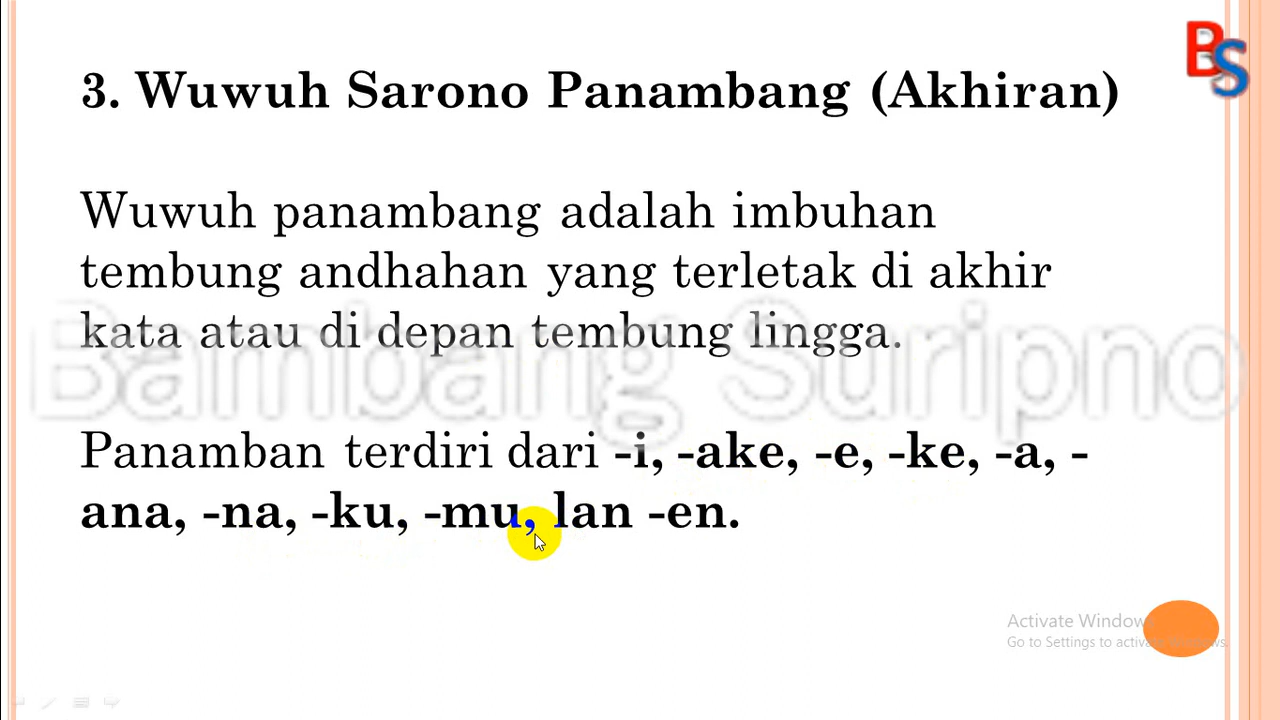 BS
3. Wuwuh Sarono Panambang (Akhiran)
Wuwuh panambang adalah imbuhan
tembung andhahan yang terletak di akhir
kata atau di depan tembung lingga.
Bambang Suripno
Panamban terdiri dari -i, -ake, -e, -ke, -a, -
ana, -na, -ku, -mu, lan -en.
Activate Windows
Go to Settings to activate Windows.